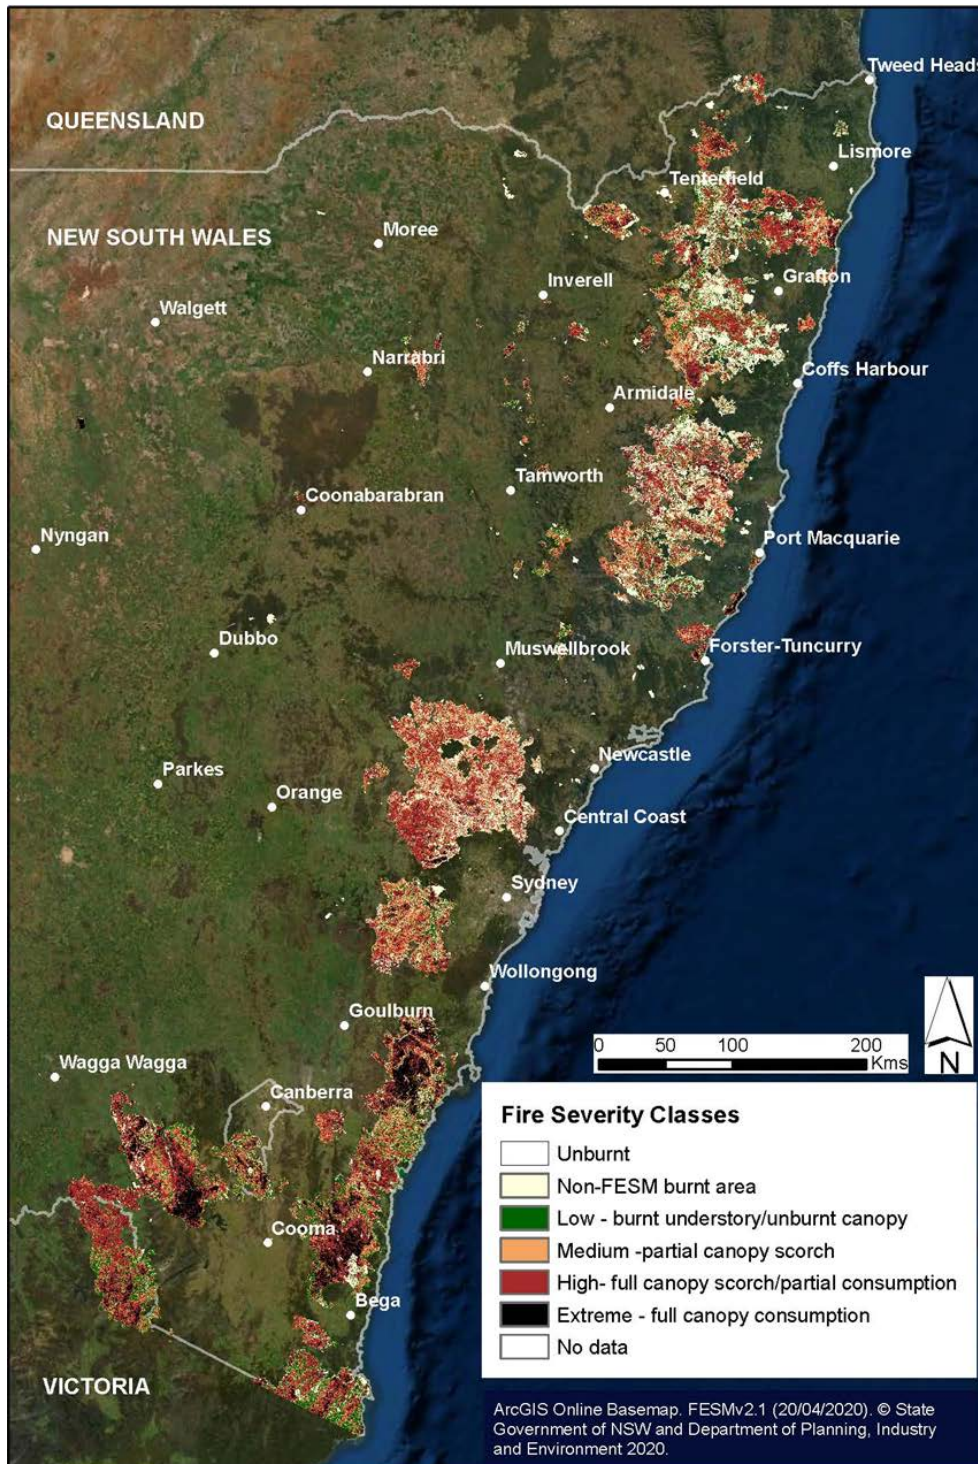 Tweed Heads
QUEENSLAND
Lismore
Tenterfield
NEW SOUTH WALES
Moree
Inverell
Grafton
Walgett
Narrabri
Coffs Harbour
Armidale
Tamworth
Coonabarabran
Nyngan
Port Macquarie
Dubbo
Muswellbrook
Forster-Tuncurry
Newcastle
Parkes
Orange
Central Coast
Sydney
Wollongong
Goulburn
0 50 100 200
Kms
N
Wagga Wagga
Canberra
Cooma
Bega
VICTORIA
Fire Severity Classes
Unburnt
Non-FESM burnt area
Low - burnt understory/unburnt canopy
Medium -partial canopy scorch
High- full canopy scorch/partial consumption
Extreme - full canopy consumption
No data
ArcGIS Online Basemap. FESMv2.1 (20/04/2020). © State
Government of NSW and Department of Planning, Industry
and Environment 2020.